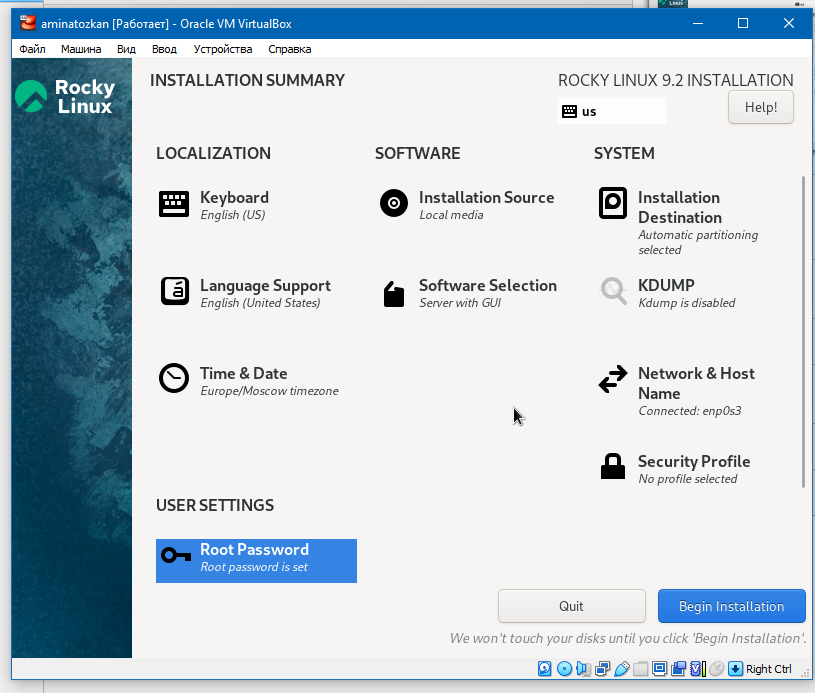 Linux
aminatozkan [Работает] - Oracle VM VirtualBox
Файл Машина Вид Ввод Устройства Справка
Rocky
Linux
INSTALLATION SUMMARY
ROCKY LINUX 9.2 INSTALLATION
us
Help!
LOCALIZATION
Keyboard
English (US)
Language Support
English (United States)
Time & Date
Europe/Moscow timezone
SOFTWARE
Installation Source
Local media
Software Selection
Server with GUI
SYSTEM
Installation
Destination
Automatic partitioning
selected
KDUMP
Kdump is disabled
Network & Host
Name
Connected: enp0s3
Security Profile
No profile selected
USER SETTINGS
Root Password
Root password is set
Quit
Begin Installation
We won't touch your disks until you click 'Begin Installation'.
Right Ctrl